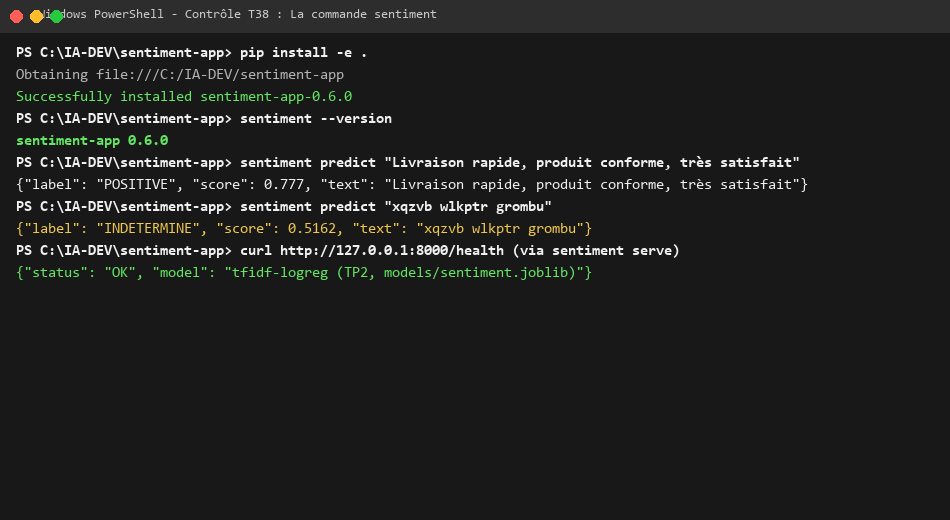 Windows PowerShell - Contrôle T38 : La commande sentiment
PS C:\IA-DEV\sentiment-app> pip install -e .
Obtaining file:///C:/IA-DEV/sentiment-app
Successfully installed sentiment-app-0.6.0
PS C:\IA-DEV\sentiment-app> sentiment --version
sentiment-app 0.6.0
PS C:\IA-DEV\sentiment-app> sentiment predict "Livraison rapide, produit conforme, très satisfait"
{"label": "POSITIVE", "score": 0.777, "text": "Livraison rapide, produit conforme, très satisfait"}
PS C:\IA-DEV\sentiment-app> sentiment predict "xqzvb wlkptr grombu"
{"label": "INDETERMINE", "score": 0.5162, "text": "xqzvb wlkptr grombu"}
PS C:\IA-DEV\sentiment-app> curl http://127.0.0.1:8000/health (via sentiment serve)
{"status": "OK", "model": "tfidf-logreg (TP2, models/sentiment.joblib)"}